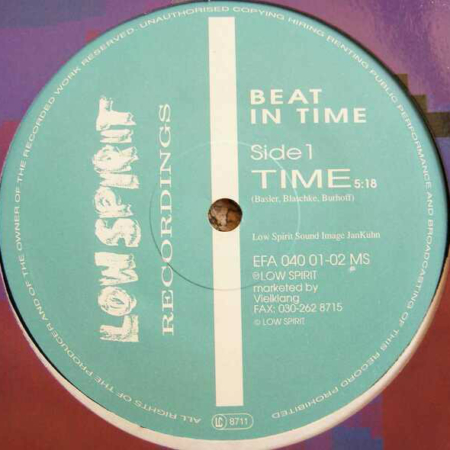 ALL RIGHTS OF THE PRODUCER AND OF THE OWNER OF THE RECORDED WORK RESERVED. UNAUTHORISED COPYING HIRING RENTING PUBLIC PERFORMANCE AND BROADCASTING OF THIS RECORD PROHIBITED
LOW SPIRIT
RECORDINGS
BEAT
IN TIME
Side 1
TIME 5:18
(Basler, Blaschke, Burhoff)
Low Spirit Sound Image JanKuhn
EFA 040 01-02 MS
℗ LOW SPIRIT
marketed by
Vielklang
FAX: 030-262 8715
© LOW SPIRIT
LC 8711